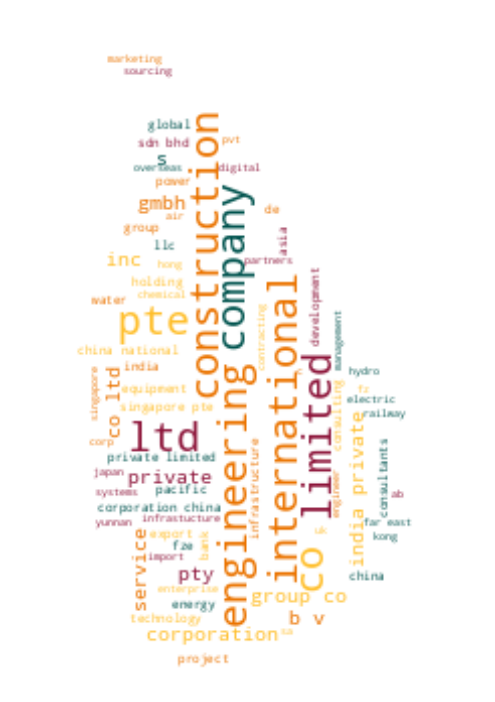 marketing
sourcing
global
construction
sdn bhd
pvt
s
overseas
digital
power
company
gmbh
de
air
group
asia
llc
inc
hong
partners
holding
development
chemical
water
international
pte
contracting
management
china national
limited
india
hydro
singapore
co ltd
engineering
equipment
consulting
fz
electric
singapore pte
railway
ltd
india private
corp
infrastructure
consultants
private limited
japan
private
engineer
systems
pacific
ab
corporation china
yunnan
infrastucture
far east
service
export
bank
uk
kong
fze
co
import
pty
china
enterprise
group co
energy
technology
b v
corporation
sa
project